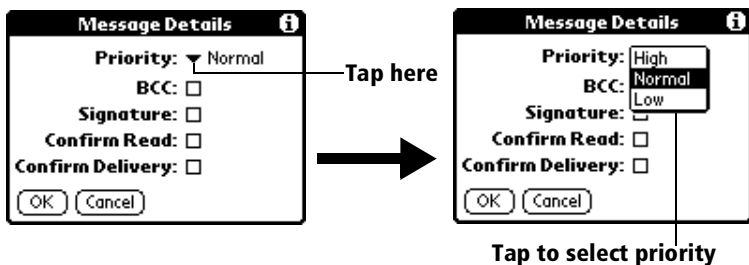 Message Details
Priority: Normal
BCC:
Signature:
Confirm Read:
Confirm Delivery:
OK Cancel
Tap here
Message Details
Priority: High
Normal
BCC:
Low
Signature:
Confirm Read:
Confirm Delivery:
OK Cancel
Tap to select priority